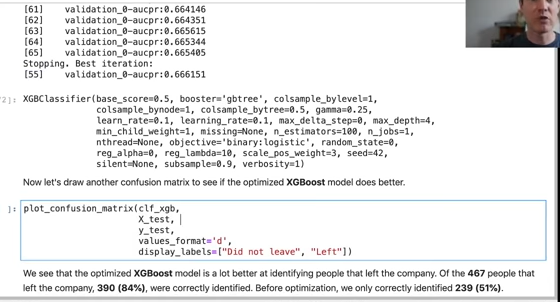 [61] validation_0-aucpr:0.664146
[62] validation_0-aucpr:0.664351
[63] validation_0-aucpr:0.665615
[64] validation_0-aucpr:0.665344
[65] validation_0-aucpr:0.665405
Stopping. Best iteration:
[55] validation_0-aucpr:0.666151
2]: XGBClassifier(base_score=0.5, booster='gbtree', colsample_bylevel=1,
colsample_bynode=1, colsample_bytree=0.5, gamma=0.25,
learn_rate=0.1, learning_rate=0.1, max_delta_step=0, max_depth=4,
min_child_weight=1, missing=None, n_estimators=100, n_jobs=1,
nthread=None, objective='binary:logistic', random_state=0,
reg_alpha=0, reg_lambda=10, scale_pos_weight=3, seed=42,
silent=None, subsample=0.9, verbosity=1)
Now let's draw another confusion matrix to see if the optimized XGBoost model does better.
]: plot_confusion_matrix(clf_xgb,
X_test,
y_test,
values_format='d',
display_labels=["Did not leave", "Left"])
We see that the optimized XGBoost model is a lot better at identifying people that left the company. Of the 467 people that
left the company, 390 (84%), were correctly identified. Before optimization, we only correctly identified 239 (51%).